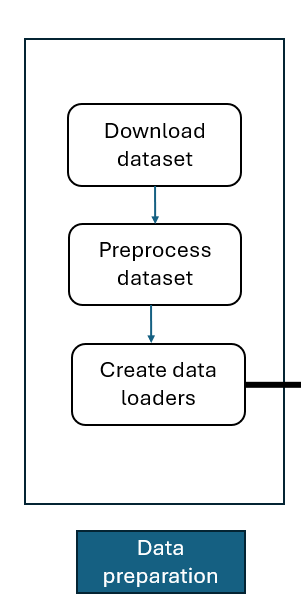 Download
dataset
Preprocess
dataset
Create data
loaders
Data
preparation